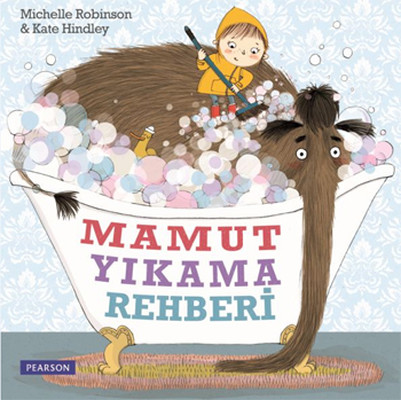 Michelle Robinson
& Kate Hindley
MAMUT
YIKAMA
REHBERİ
PEARSON